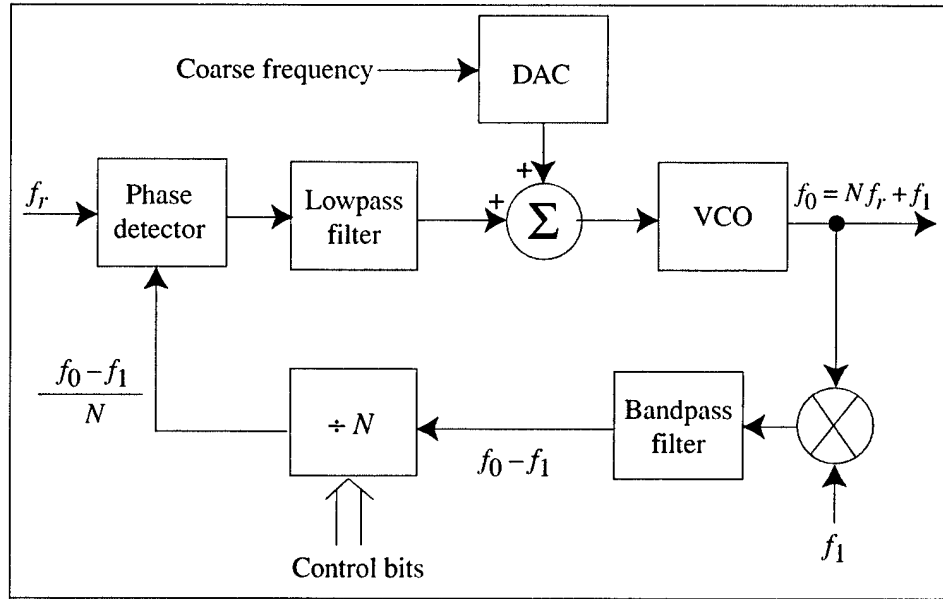 Coarse frequency
DAC
+
+
f_r
Phase
detector
Lowpass
filter
Σ
VCO
f_0 = N f_r + f_1
f_0 − f_1
N
÷ N
f_0 − f_1
Bandpass
filter
f_1
Control bits